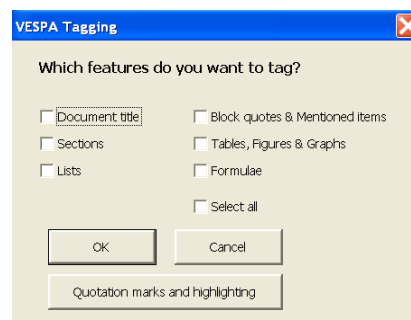 VESPA Tagging
Which features do you want to tag?
Document title
Block quotes & Mentioned items
Sections
Tables, Figures & Graphs
Lists
Formulae
Select all
OK
Cancel
Quotation marks and highlighting